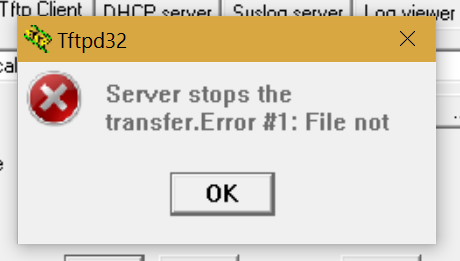 Tftp Client DHCP server Syslog server Log viewer
Tftpd32
Server stops the
transfer.Error #1: File not
OK